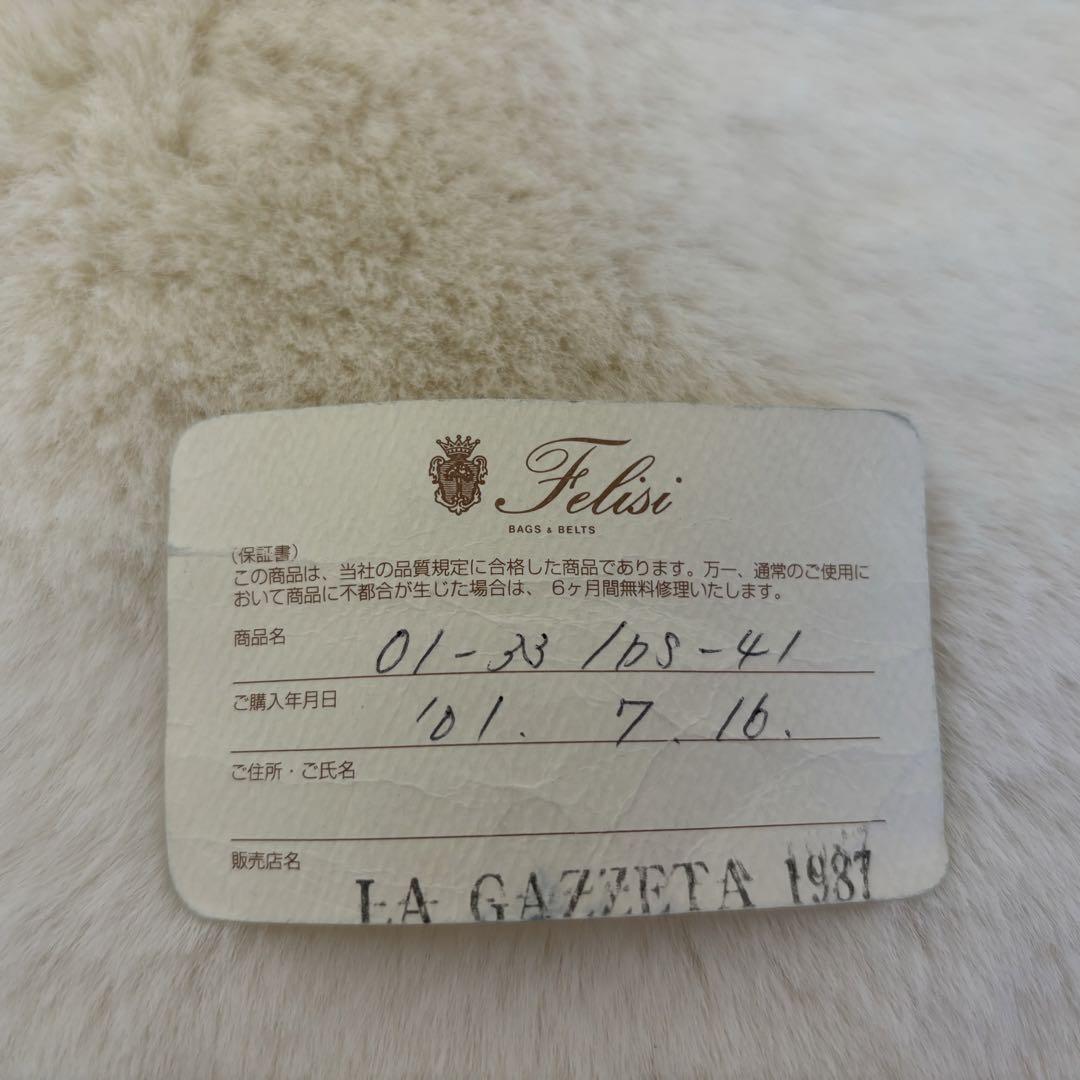 Felisi
BAGS & BELTS
(保証書)
この商品は、当社の品質規定に合格した商品であります。万一、通常のご使用に
おいて商品に不都合が生じた場合は、6ヶ月間無料修理いたします。
商品名 01-33/DS-41
ご購入年月日 '01. 7. 16.
ご住所・ご氏名
販売店名 LA GAZZETA 1987